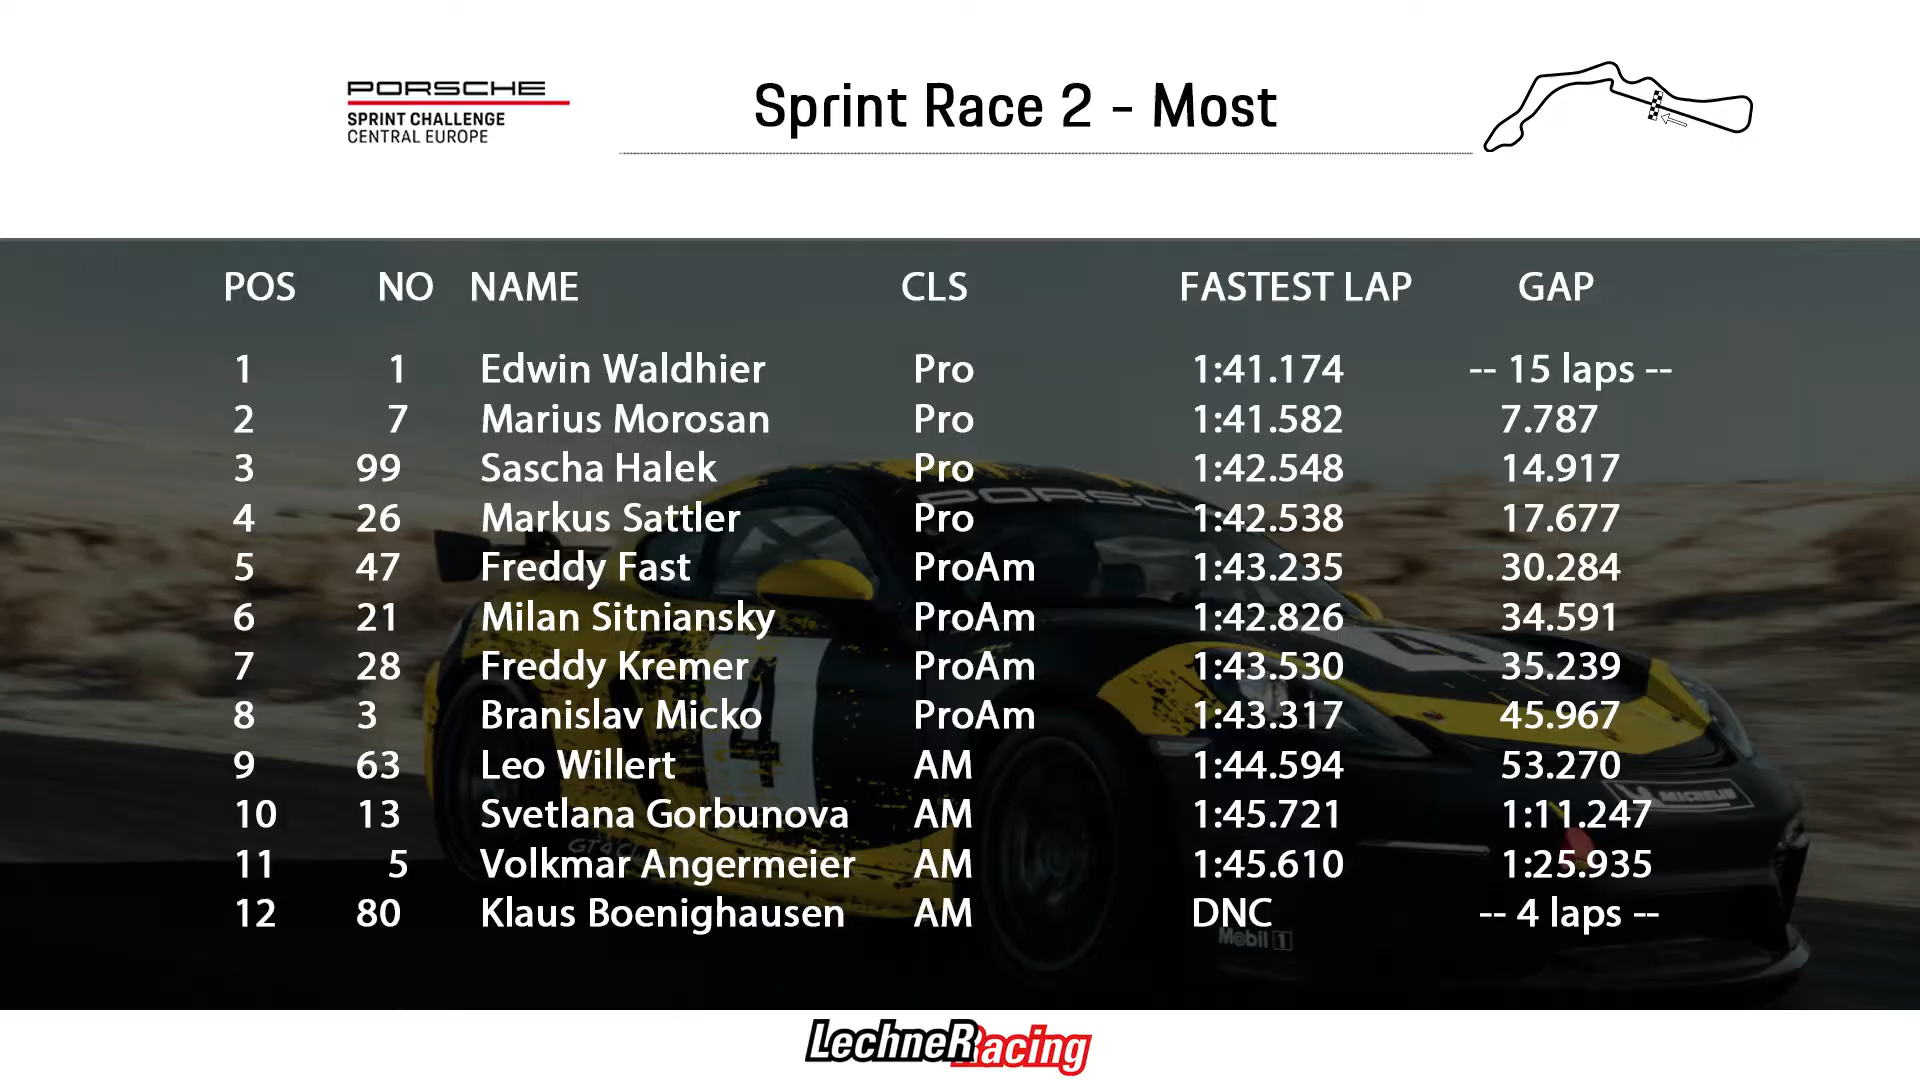 PORSCHE
SPRINT CHALLENGE
CENTRAL EUROPE
Sprint Race 2 - Most
POS NO NAME CLS FASTEST LAP GAP
1 1 Edwin Waldhier Pro 1:41.174 -- 15 laps --
2 7 Marius Morosan Pro 1:41.582 7.787
3 99 Sascha Halek Pro 1:42.548 14.917
4 26 Markus Sattler Pro 1:42.538 17.677
5 47 Freddy Fast ProAm 1:43.235 30.284
6 21 Milan Sitniansky ProAm 1:42.826 34.591
7 28 Freddy Kremer ProAm 1:43.530 35.239
8 3 Branislav Micko ProAm 1:43.317 45.967
9 63 Leo Willert AM 1:44.594 53.270
10 13 Svetlana Gorbunova AM 1:45.721 1:11.247
11 5 Volkmar Angermeier AM 1:45.610 1:25.935
12 80 Klaus Boenighausen AM DNC -- 4 laps --
PORSC
4
4
MICHELIN
Mobil 1
LechneRacing